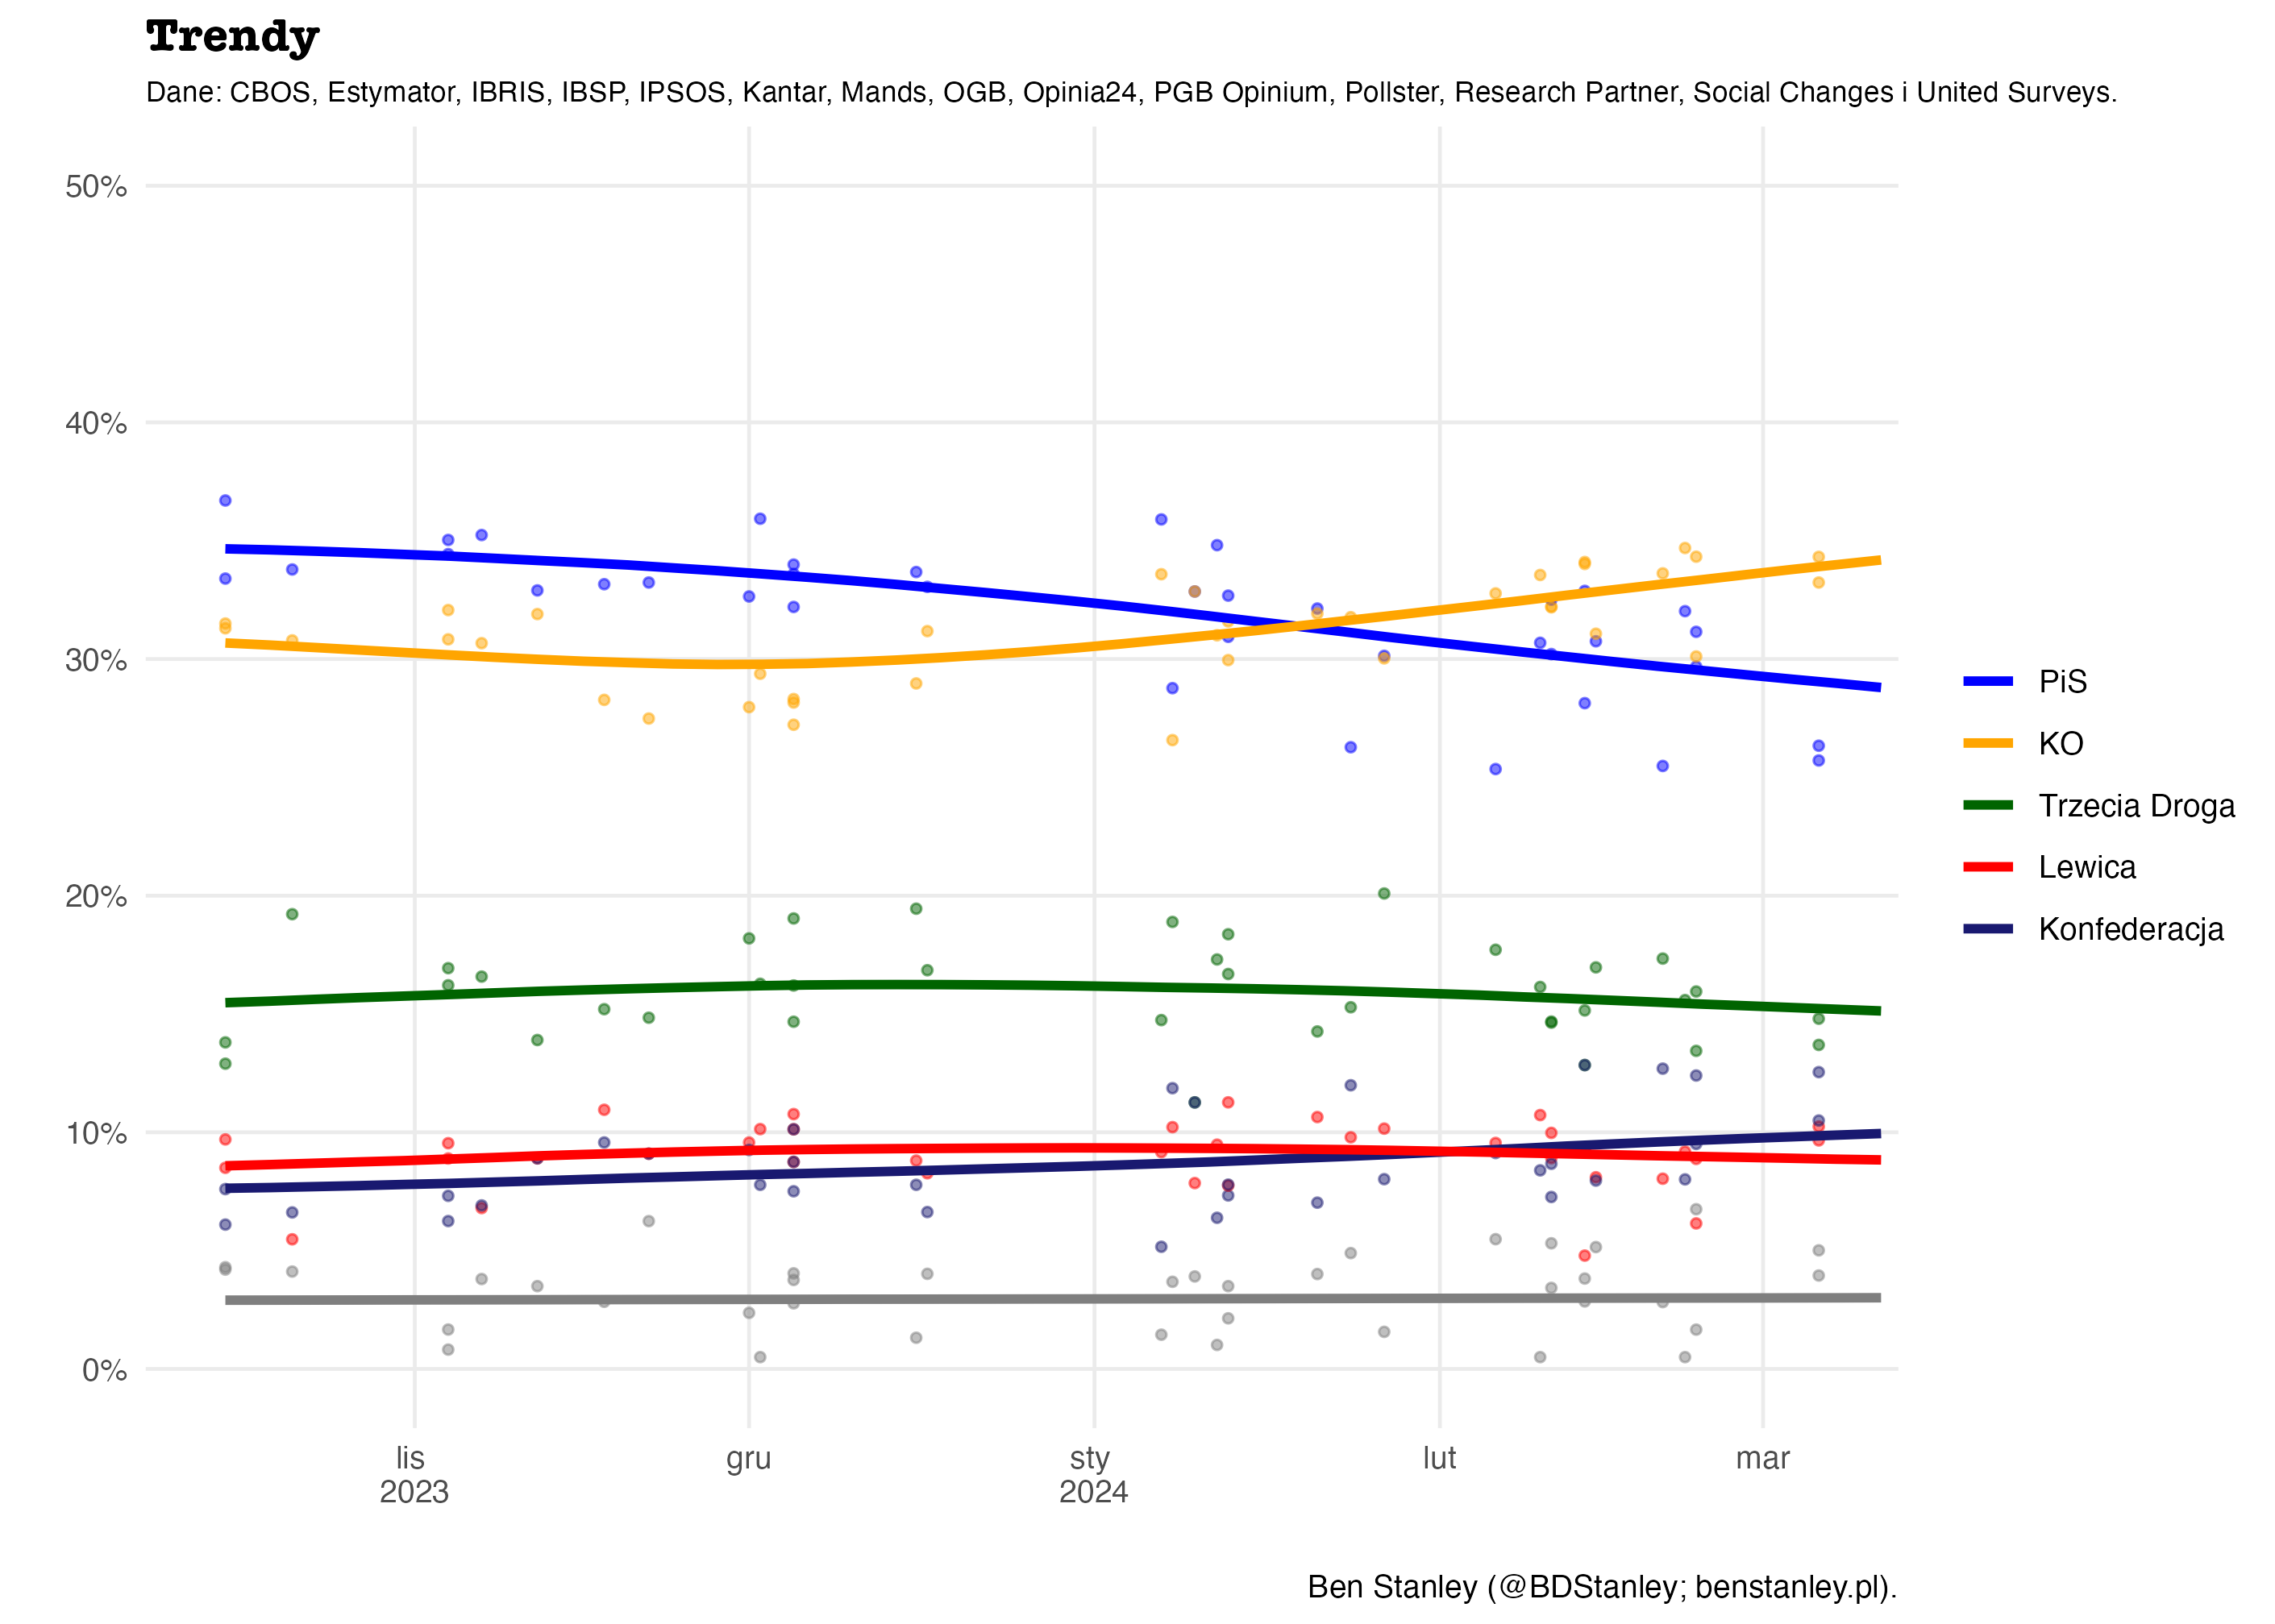 Trendy
Dane: CBOS, Estymator, IBRIS, IBSP, IPSOS, Kantar, Mands, OGB, Opinia24, PGB Opinium, Pollster, Research Partner, Social Changes i United Surveys.
50%
40%
30%
20%
10%
0%
lis
2023
gru
sty
2024
lut
mar
PiS
KO
Trzecia Droga
Lewica
Konfederacja
Ben Stanley (@BDStanley; benstanley.pl).